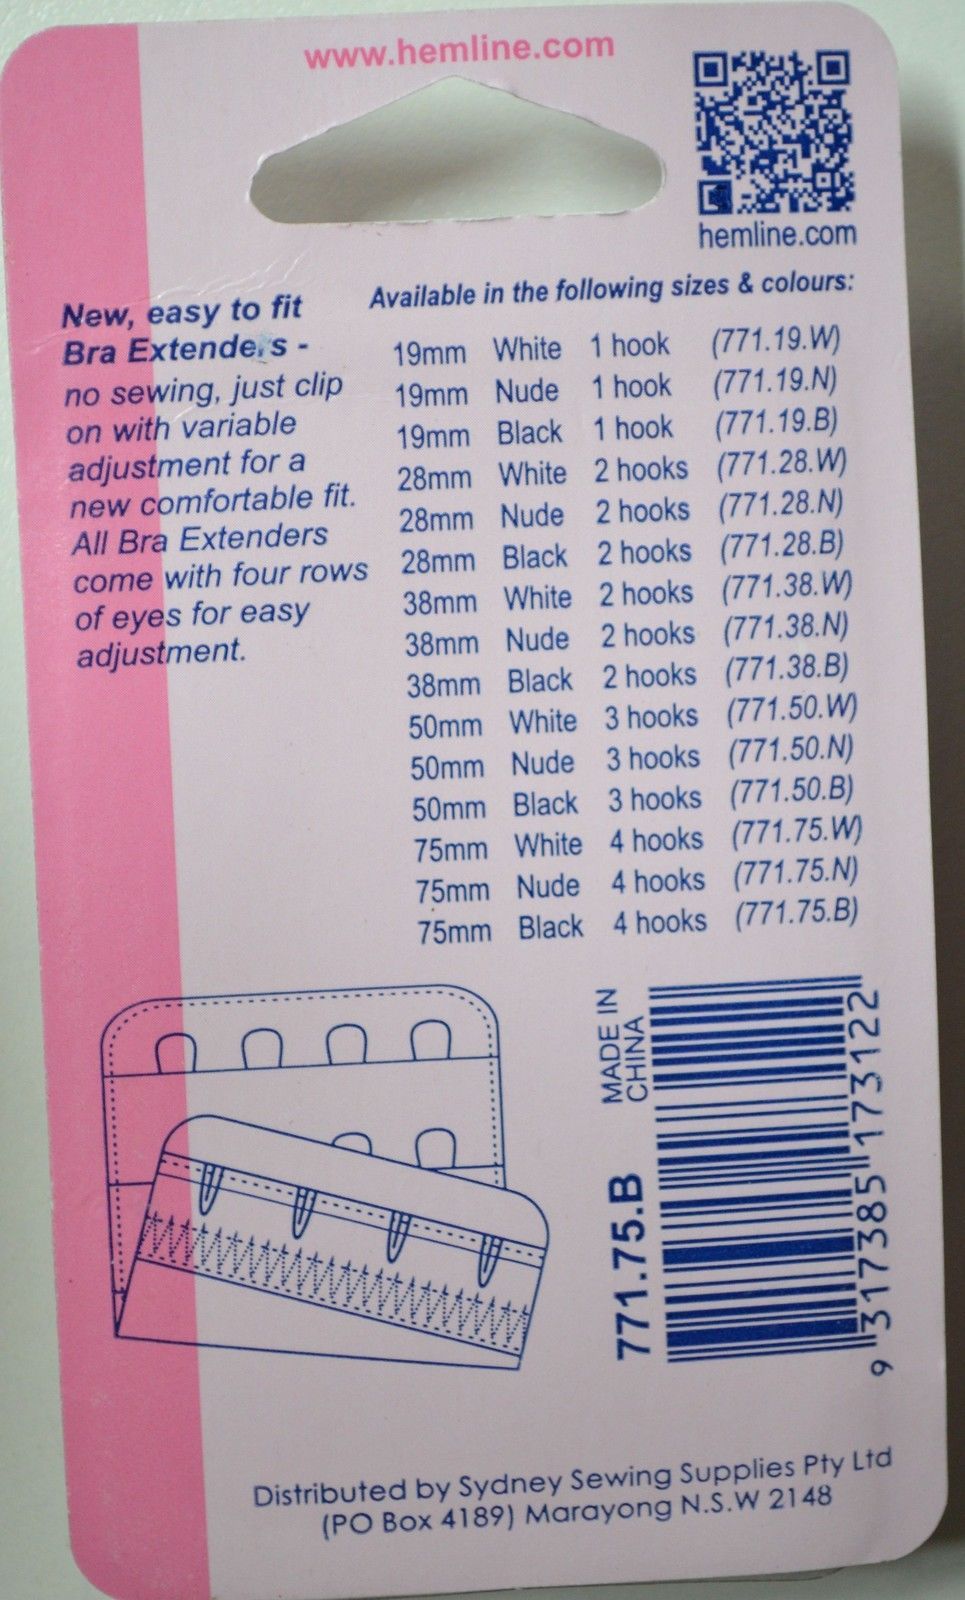 www.hemline.com
hemline.com
New, easy to fit
Bra Extenders -
no sewing, just clip
on with variable
adjustment for a
new comfortable fit.
All Bra Extenders
come with four rows
of eyes for easy
adjustment.
Available in the following sizes & colours:
19mm White 1 hook (771.19.W)
19mm Nude 1 hook (771.19.N)
19mm Black 1 hook (771.19.B)
28mm White 2 hooks (771.28.W)
28mm Nude 2 hooks (771.28.N)
28mm Black 2 hooks (771.28.B)
38mm White 2 hooks (771.38.W)
38mm Nude 2 hooks (771.38.N)
38mm Black 2 hooks (771.38.B)
50mm White 3 hooks (771.50.W)
50mm Nude 3 hooks (771.50.N)
50mm Black 3 hooks (771.50.B)
75mm White 4 hooks (771.75.W)
75mm Nude 4 hooks (771.75.N)
75mm Black 4 hooks (771.75.B)
MADE IN
CHINA
771.75.B
9 317385 173122
Distributed by Sydney Sewing Supplies Pty Ltd
(PO Box 4189) Marayong N.S.W 2148